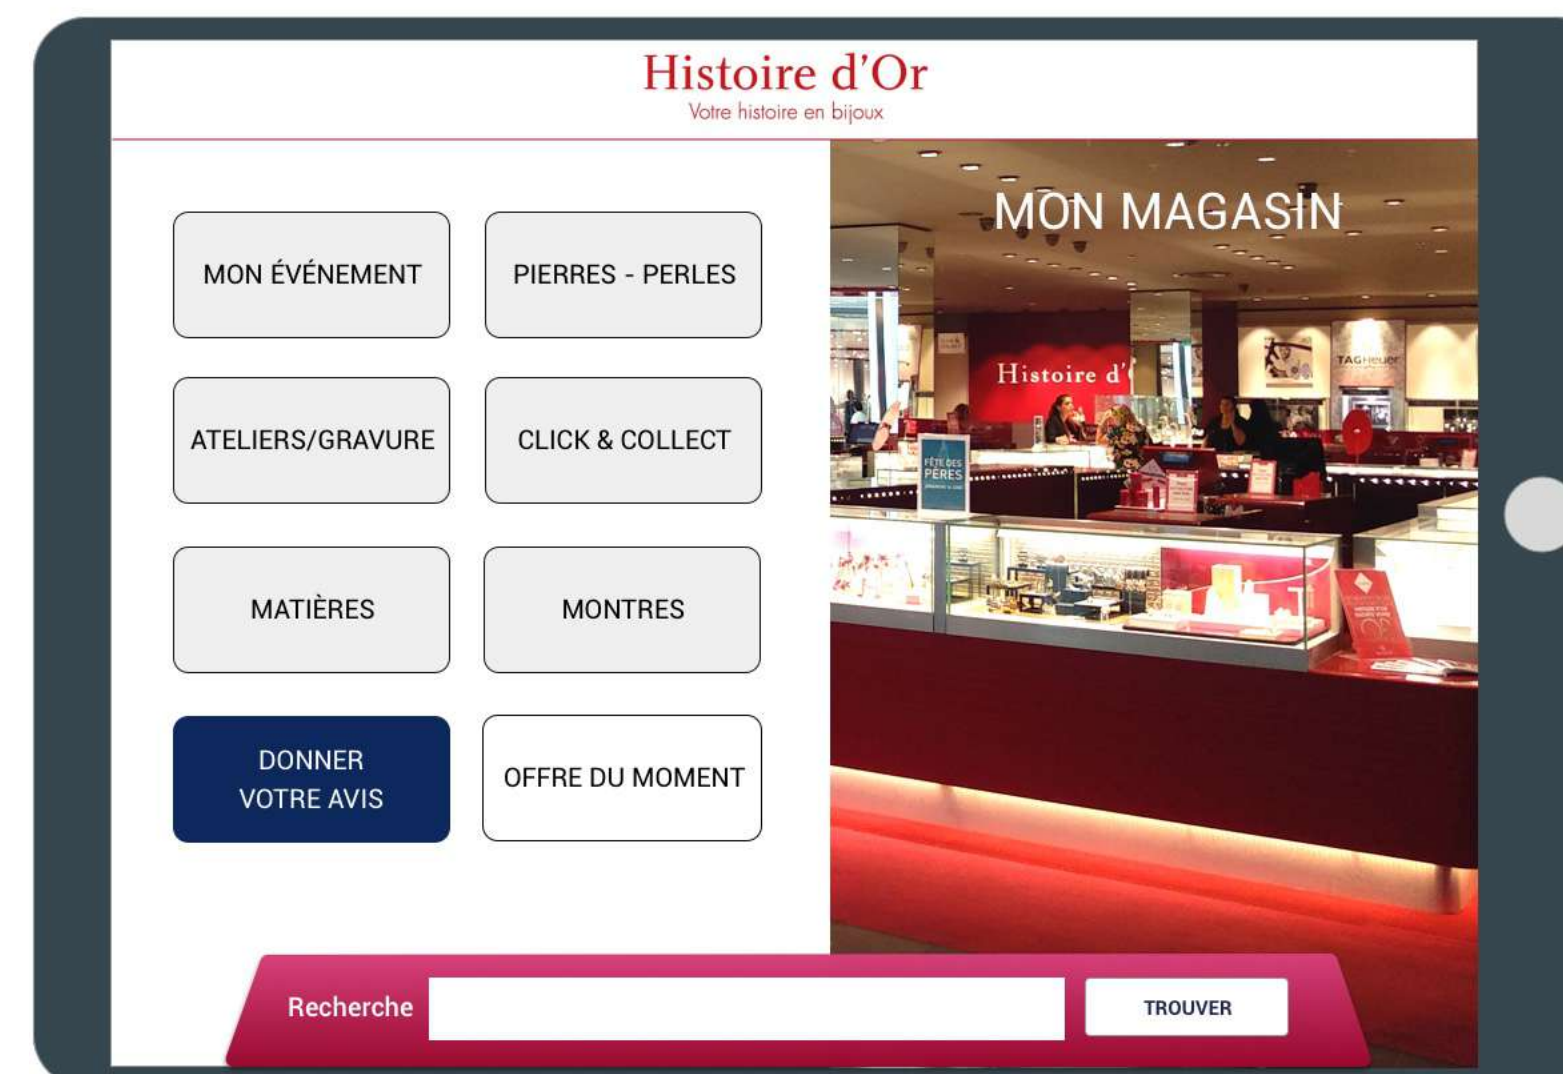 Histoire d'Or
Votre histoire en bijoux
MON ÉVÉNEMENT
PIERRES - PERLES
ATELIERS/GRAVURE
CLICK & COLLECT
MATIÈRES
MONTRES
DONNER
VOTRE AVIS
OFFRE DU MOMENT
MON MAGASIN
Histoire d'
TAGHeuer
FÊTE DES
PÈRES
Recherche
TROUVER